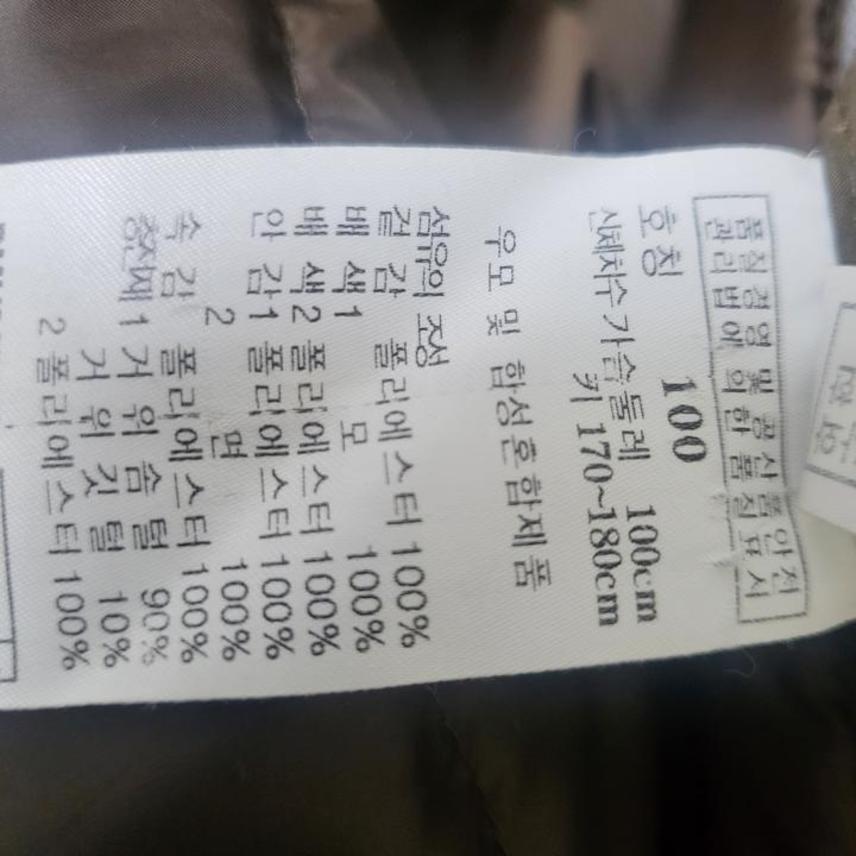 품질경영 및 공산품안전
관리법에 의한 품질표시
호칭 100
신체치수 가슴둘레 100cm
키 170~180cm
우모 및 합성혼합제품
섬유의 조성
겉감 폴리에스터 100%
배색1 모 100%
배색2 폴리에스터 100%
안감1 폴리에스터 100%
2 면 100%
속감 폴리에스터 100%
충전재1 거위솜털 90%
거위깃털 10%
2 폴리에스터 100%